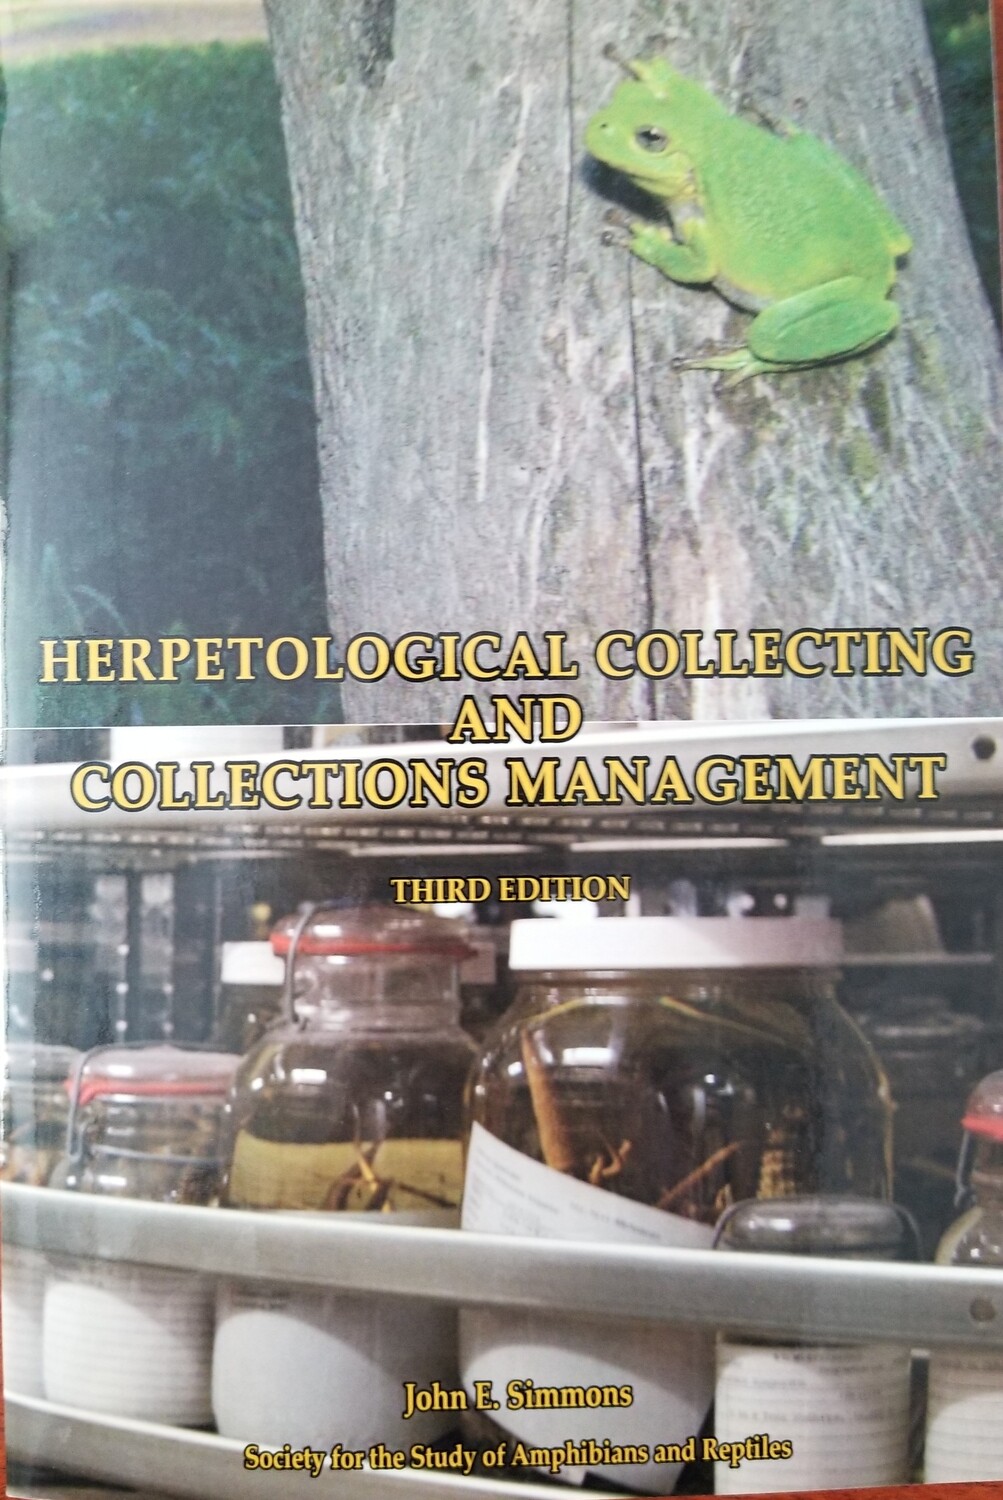 HERPETOLOGICAL COLLECTING
AND
COLLECTIONS MANAGEMENT
THIRD EDITION
John E. Simmons
Society for the Study of Amphibians and Reptiles